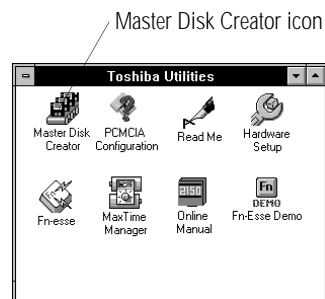 Master Disk Creator icon
Toshiba Utilities
Master Disk
Creator
PCMCIA
Configuration
Read Me
Hardware
Setup
Fn-esse
MaxTime
Manager
Online
Manual
Fn
DEMO
Fn-Esse Demo